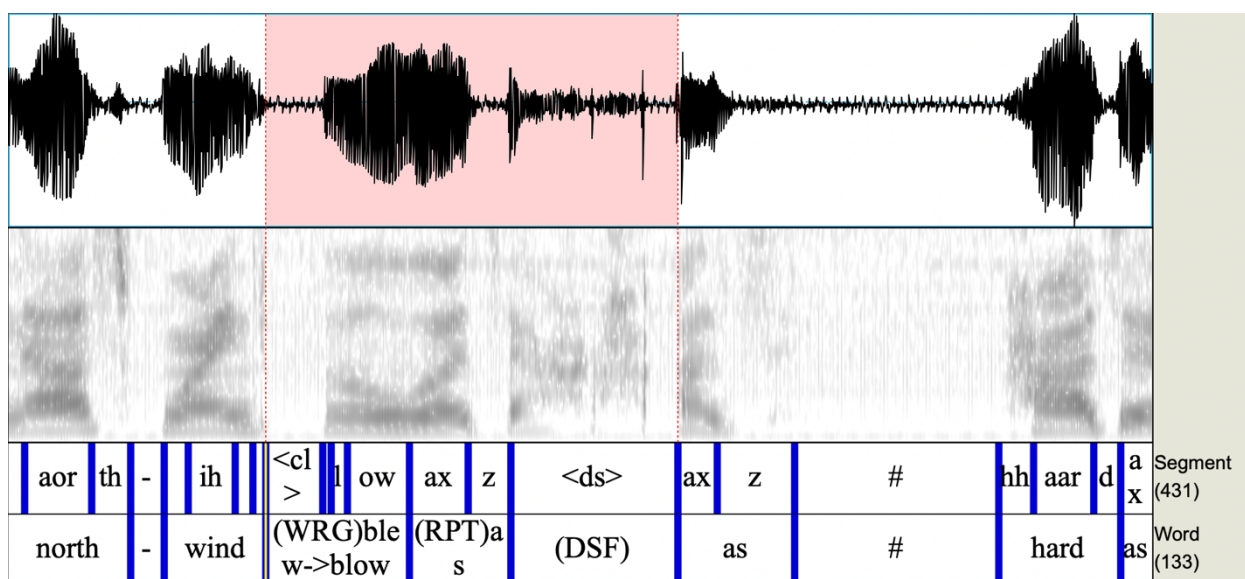 aor th - ih <cl> l ow ax z <ds> ax z # hh aar d ax Segment
(431)
north - wind (WRG)blew->blow (RPT)as (DSF) as # hard as Word
(133)